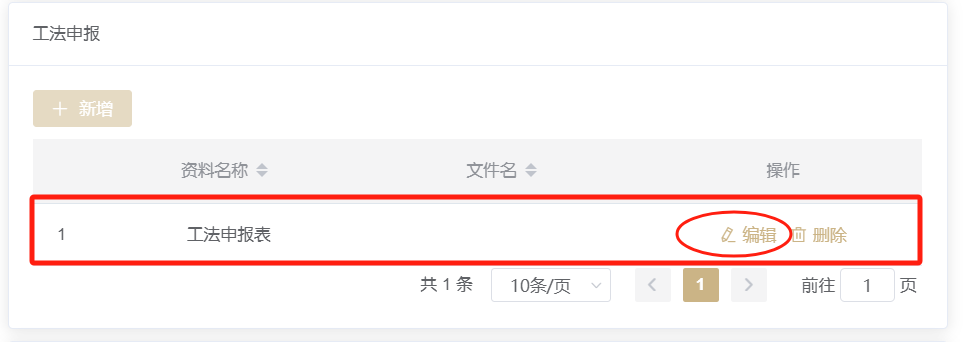 工法申报
新增
资料名称 文件名 操作
1 工法申报表 编辑 删除
共 1 条 10条/页 1 前往 1 页